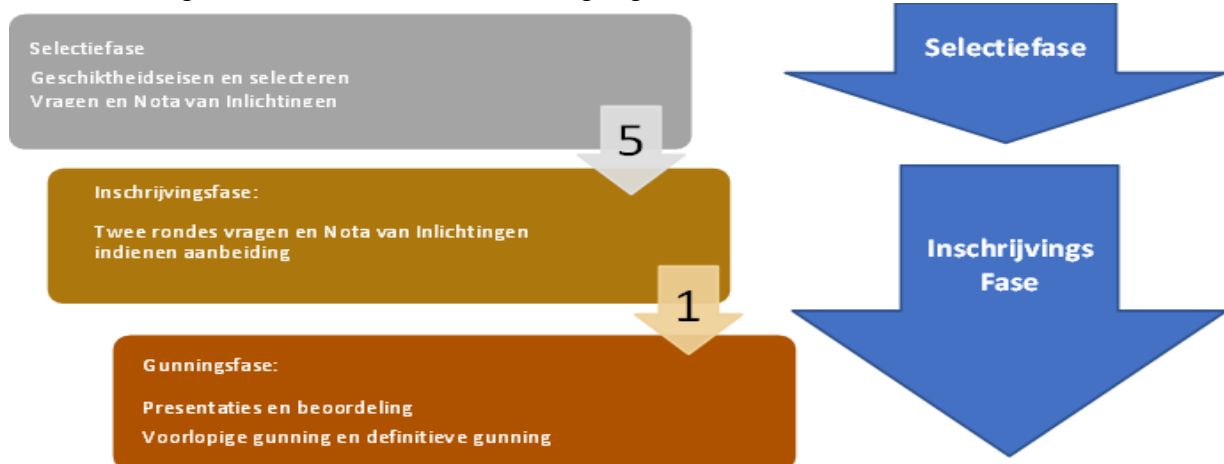 Selectiefase
Geschiktheidseisen en selecteren
Vragen en Nota van Inlichtingen
5
Inschrijvingsfase:
Twee rondes vragen en Nota van Inlichtingen
indienen aanbeiding
1
Gunningsfase:
Presentaties en beoordeling
Voorlopige gunning en definitieve gunning
Selectiefase
Inschrijvings
Fase